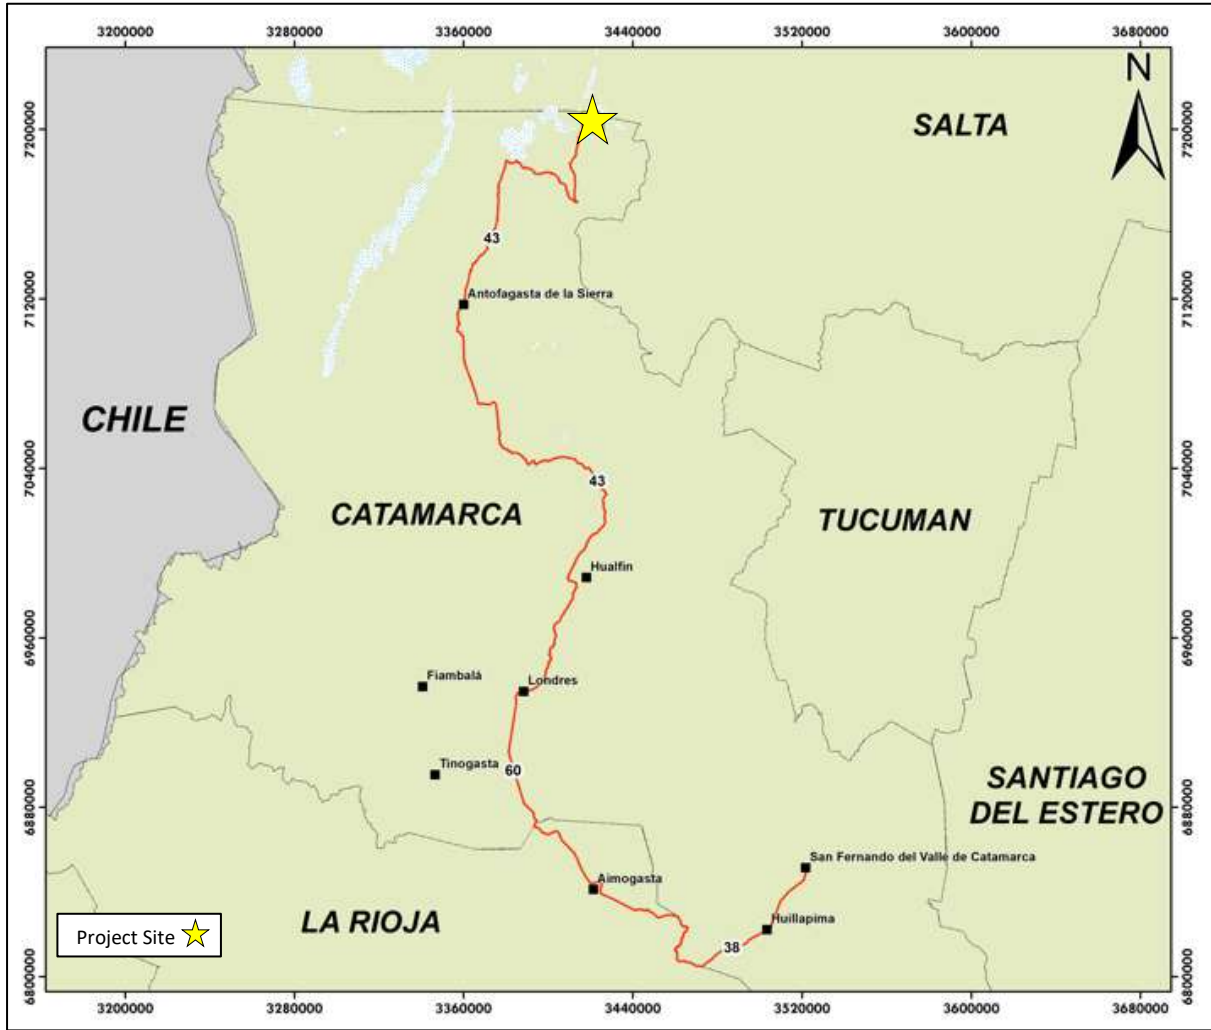 3200000 3280000 3360000 3440000 3520000 3600000 3680000
N
7200000 7200000
SALTA
43
Antofagasta de la Sierra
7120000 7120000
CHILE
7040000 7040000
43
CATAMARCA
TUCUMAN
Hualfin
6960000 6960000
Fiambalá
Londres
Tinogasta
60
SANTIAGO
DEL ESTERO
6880000 6880000
San Fernando del Valle de Catamarca
Aimogasta
LA RIOJA
Huillapima
Project Site
38
6800000 6800000
3200000 3280000 3360000 3440000 3520000 3600000 3680000